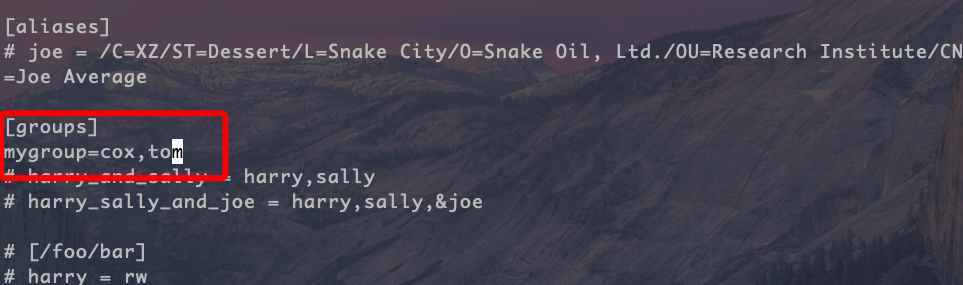 [aliases]
# joe = /C=XZ/ST=Dessert/L=Snake City/O=Snake Oil, Ltd./OU=Research Institute/CN
=Joe Average
[groups]
mygroup=cox,tom
# harry_and_sally = harry,sally
# harry_sally_and_joe = harry,sally,&joe
# [/foo/bar]
# harry = rw